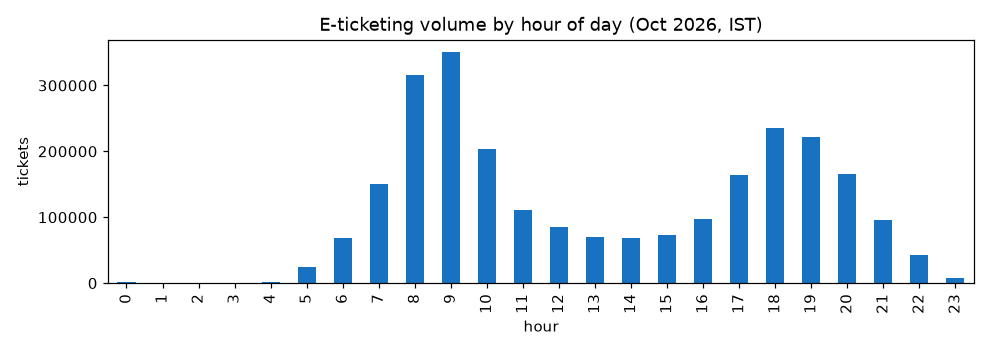 E-ticketing volume by hour of day (Oct 2026, IST)
tickets
300000
200000
100000
0
0 1 2 3 4 5 6 7 8 9 10 11 12 13 14 15 16 17 18 19 20 21 22 23
hour